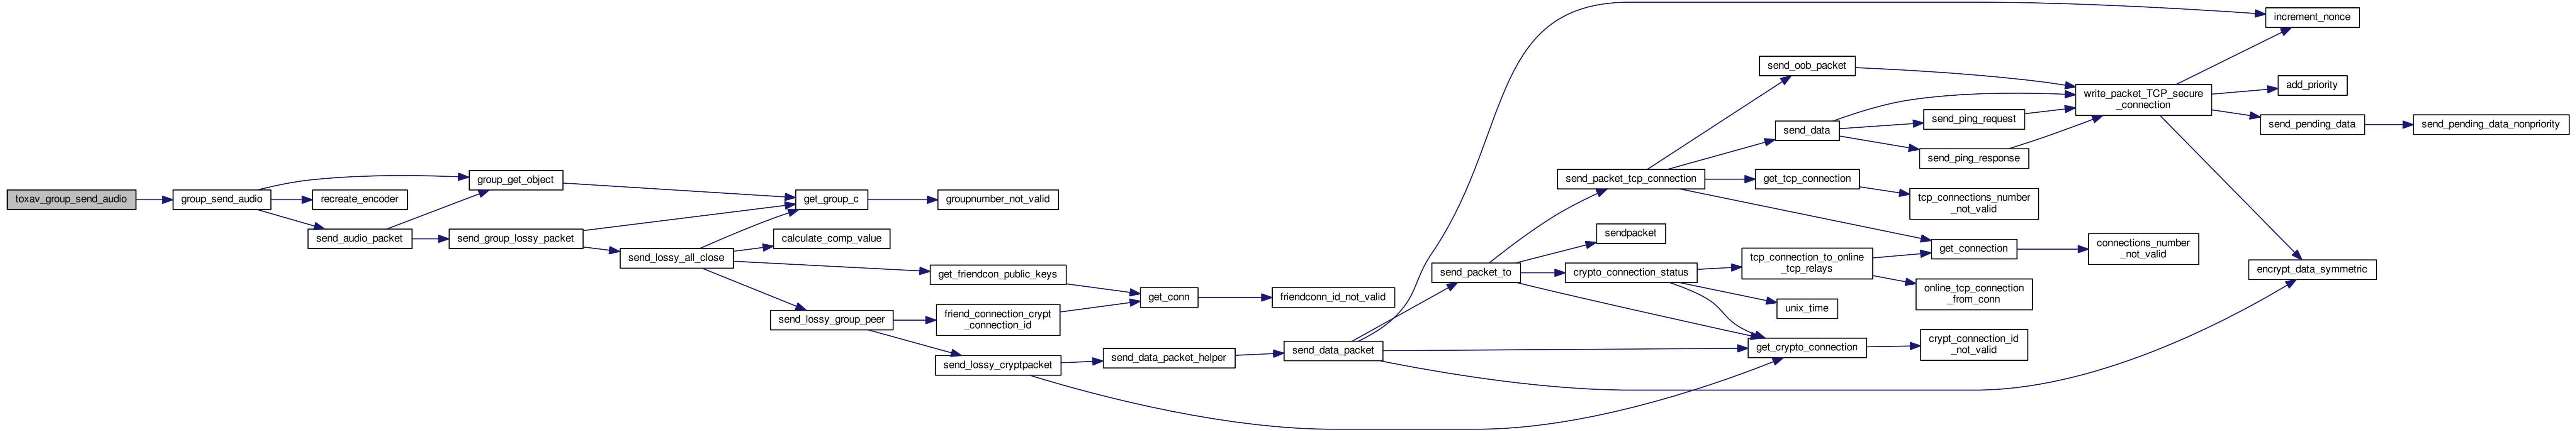 toxav_group_send_audio
group_send_audio
group_get_object
recreate_encoder
send_audio_packet
send_group_lossy_packet
send_lossy_all_close
get_group_c
calculate_comp_value
send_lossy_group_peer
groupnumber_not_valid
get_friendcon_public_keys
friend_connection_crypt
_connection_id
send_lossy_cryptpacket
get_conn
send_data_packet_helper
friendconn_id_not_valid
send_data_packet
send_packet_to
send_packet_tcp_connection
sendpacket
crypto_connection_status
send_oob_packet
send_data
get_tcp_connection
tcp_connection_to_online
_tcp_relays
unix_time
get_crypto_connection
send_ping_request
send_ping_response
tcp_connections_number
_not_valid
get_connection
online_tcp_connection
_from_conn
crypt_connection_id
_not_valid
write_packet_TCP_secure
_connection
connections_number
_not_valid
increment_nonce
add_priority
send_pending_data
encrypt_data_symmetric
send_pending_data_nonpriority